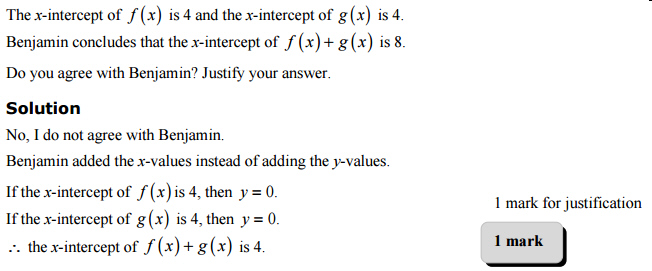 The x-intercept of f(x) is 4 and the x-intercept of g(x) is 4.
Benjamin concludes that the x-intercept of f(x)+g(x) is 8.
Do you agree with Benjamin? Justify your answer.
Solution
No, I do not agree with Benjamin.
Benjamin added the x-values instead of adding the y-values.
If the x-intercept of f(x) is 4, then y = 0.
If the x-intercept of g(x) is 4, then y = 0.
∴ the x-intercept of f(x)+g(x) is 4.
1 mark for justification
1 mark